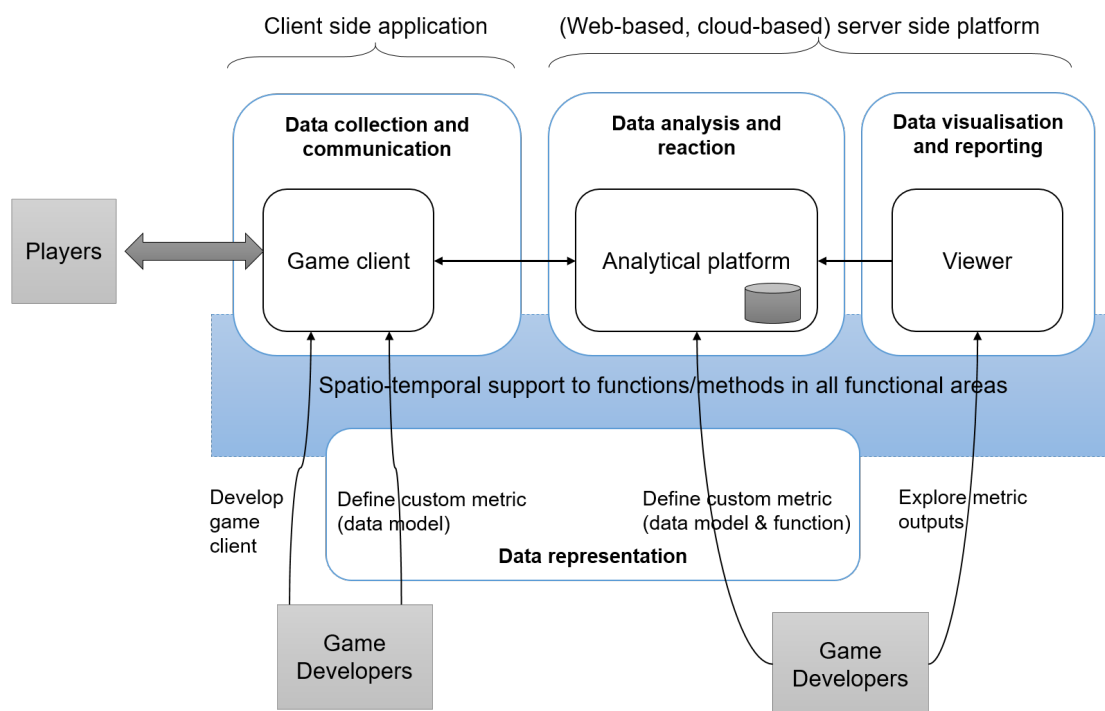 Client side application
(Web-based, cloud-based) server side platform
Data collection and
communication
Data analysis and
reaction
Data visualisation
and reporting
Players
Game client
Analytical platform
Viewer
Spatio-temporal support to functions/methods in all functional areas
Develop
game
client
Define custom metric
(data model)
Define custom metric
(data model & function)
Explore metric
outputs
Data representation
Game
Developers
Game
Developers